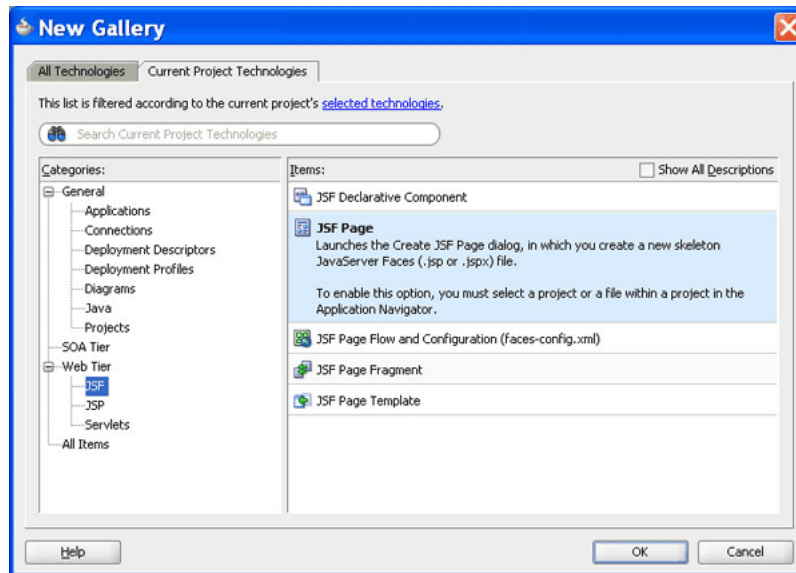 New Gallery
All Technologies
Current Project Technologies
This list is filtered according to the current project's selected technologies.
Search Current Project Technologies
Categories:
General
Applications
Connections
Deployment Descriptors
Deployment Profiles
Diagrams
Java
Projects
SOA Tier
Web Tier
JSF
JSP
Servlets
All Items
Items:
Show All Descriptions
JSF Declarative Component
JSF Page
Launches the Create JSF Page dialog, in which you create a new skeleton
JavaServer Faces (.jsp or .jspx) file.
To enable this option, you must select a project or a file within a project in the
Application Navigator.
JSF Page Flow and Configuration (faces-config.xml)
JSF Page Fragment
JSF Page Template
Help
OK
Cancel